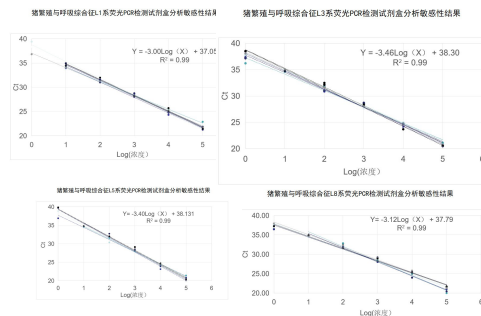 猪繁殖与呼吸综合征L1系荧光PCR检测试剂盒分析敏感性结果
40
35
30
25
20
Ct
Y = -3.00Log（X）+ 37.05
R² = 0.99
0 1 2 3 4 5
Log(浓度)
猪繁殖与呼吸综合征L3系荧光PCR检测试剂盒分析敏感性结果
40
35
30
25
20
Ct
Y = -3.46Log（X）+ 38.30
R² = 0.99
0 1 2 3 4 5 6
Log(浓度)
猪繁殖与呼吸综合征L5系荧光PCR检测试剂盒分析敏感性结果
40
35
30
25
20
Ct
Y= -3.40Log（X）+ 38.131
R² = 0.99
0 1 2 3 4 5 6
Log(浓度)
猪繁殖与呼吸综合征L8系荧光PCR检测试剂盒分析敏感性结果
40.00
35.00
30.00
25.00
20.00
Ct
Y= -3.12Log（X）+ 37.79
R² = 0.99
0 1 2 3 4 5 6
Log(浓度)